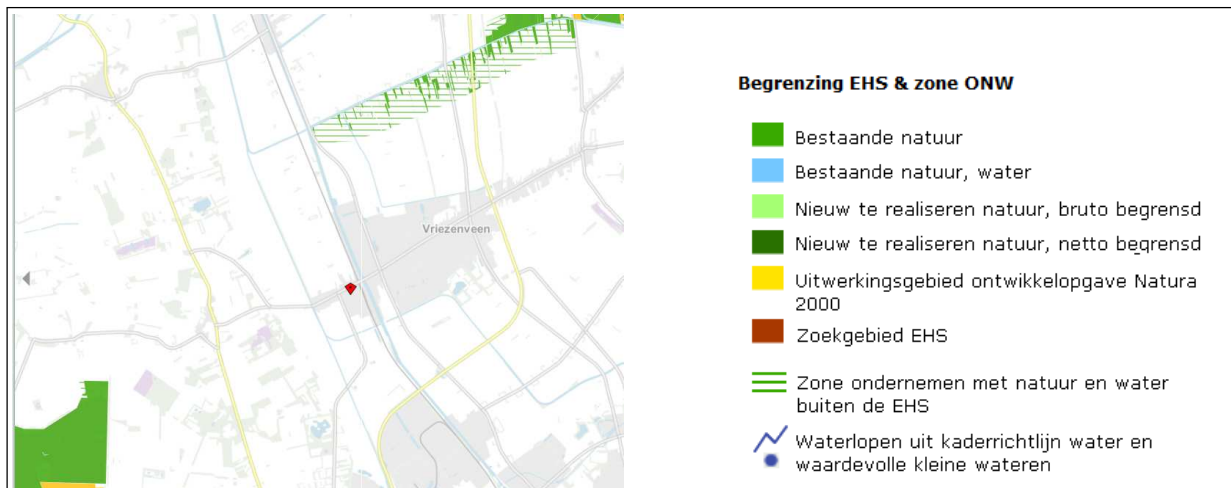 Vriezenveen
Begrenzing EHS & zone ONW
Bestaande natuur
Bestaande natuur, water
Nieuw te realiseren natuur, bruto begrensd
Nieuw te realiseren natuur, netto begrensd
Uitwerkingsgebied ontwikkelopgave Natura
2000
Zoekgebied EHS
Zone ondernemen met natuur en water
buiten de EHS
Waterlopen uit kaderrichtlijn water en
waardevolle kleine wateren